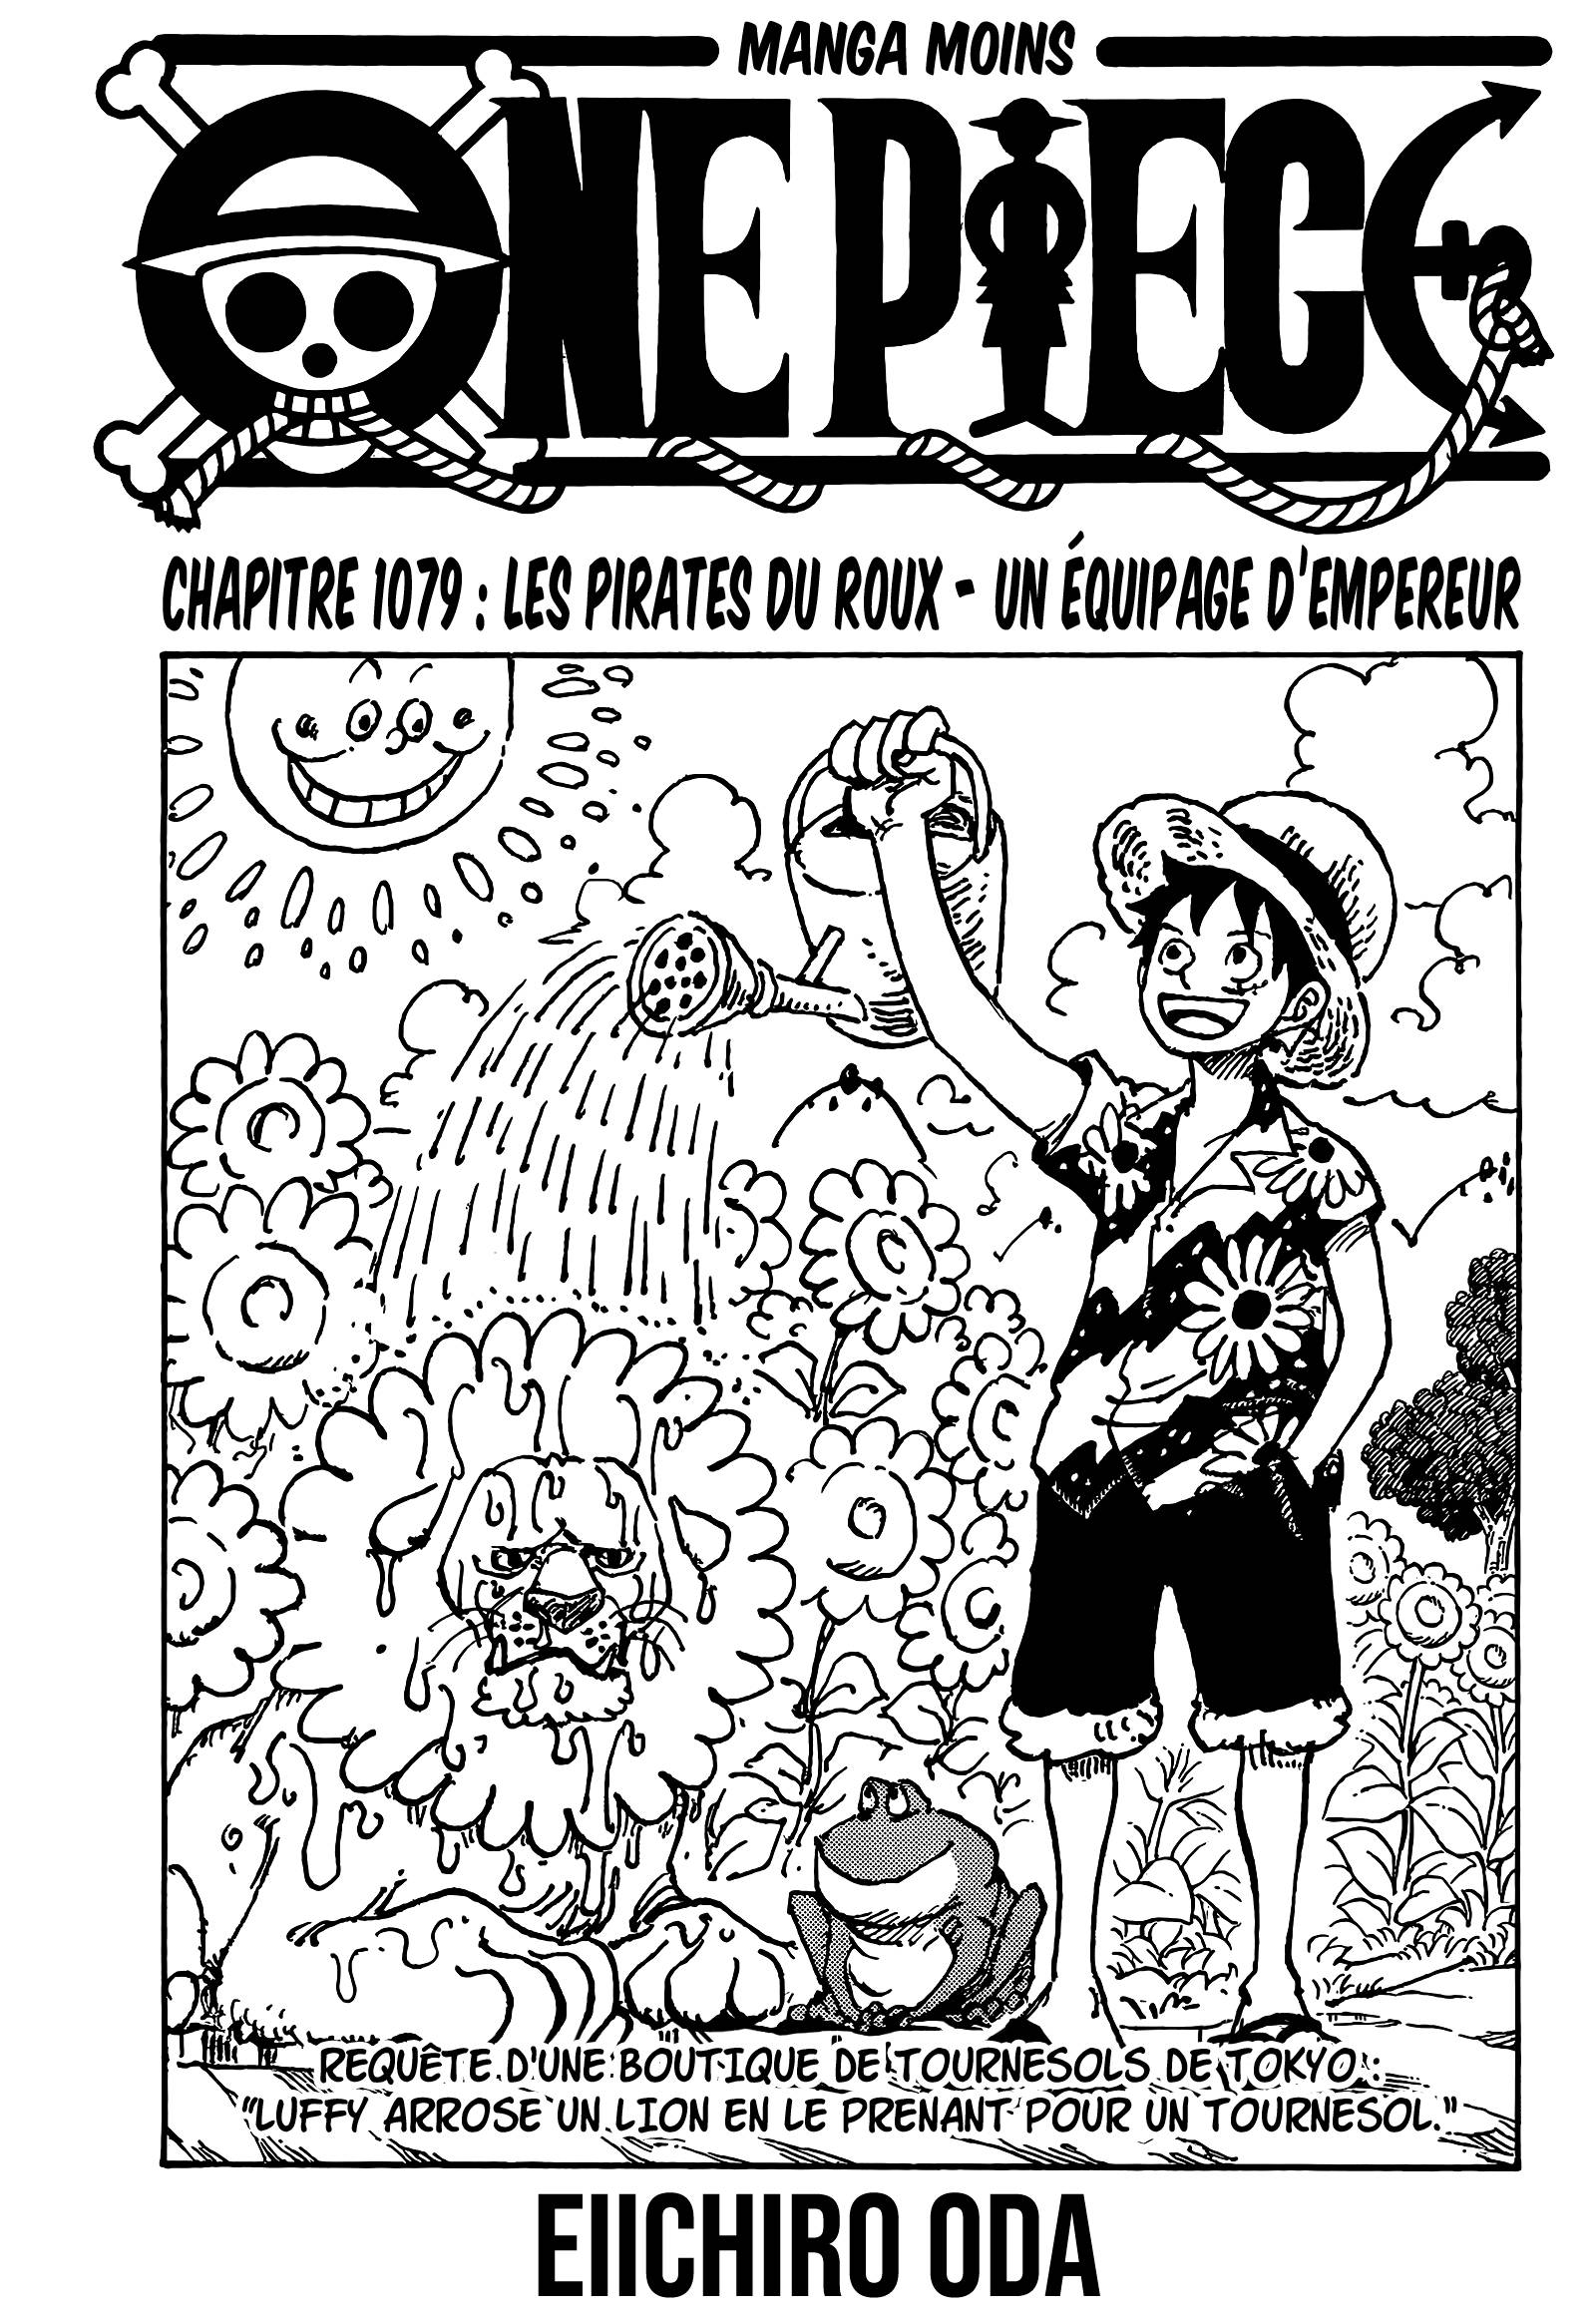 MANGA MOINS
ONE PIECE
CHAPITRE 1079 : LES PIRATES DU ROUX - UN ÉQUIPAGE D'EMPEREUR
REQUÊTE D'UNE BOUTIQUE DE TOURNESOLS DE TOKYO :
"LUFFY ARROSE UN LION EN LE PRENANT POUR UN TOURNESOL."
EIICHIRO ODA